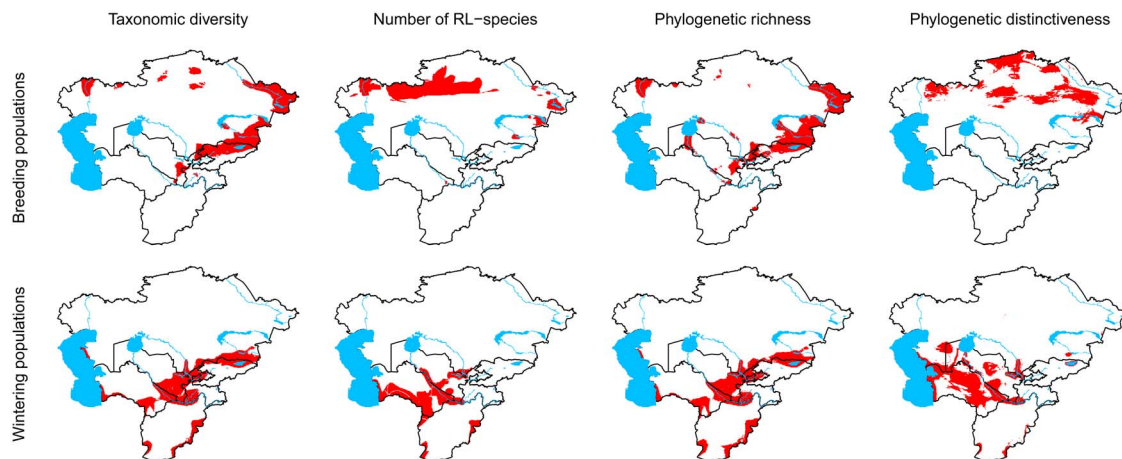 Taxonomic diversity
Number of RL−species
Phylogenetic richness
Phylogenetic distinctiveness
Breeding populations
Wintering populations